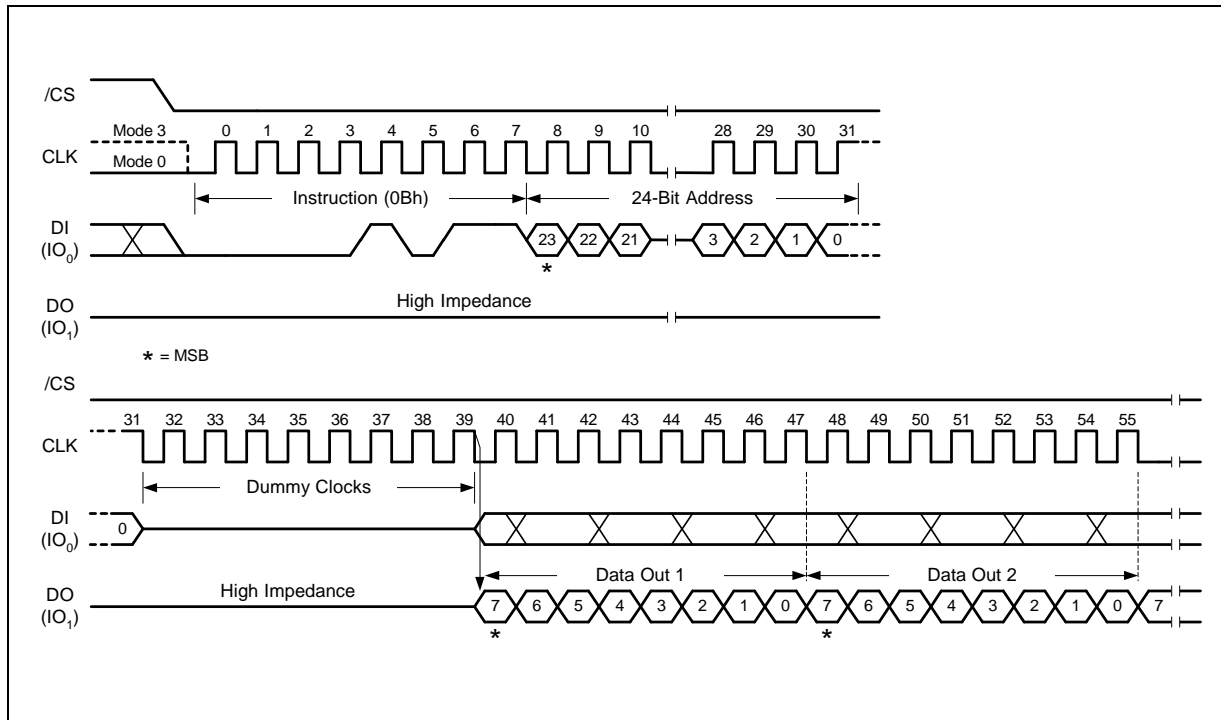 /CS
Mode 3
0 1 2 3 4 5 6 7 8 9 10 28 29 30 31
CLK
Mode 0
Instruction (0Bh) 24-Bit Address
DI
(IO0)
23 22 21 3 2 1 0
*
High Impedance
DO
(IO1)
* = MSB
/CS
31 32 33 34 35 36 37 38 39 40 41 42 43 44 45 46 47 48 49 50 51 52 53 54 55
CLK
Dummy Clocks
DI
(IO0)
0
Data Out 1 Data Out 2
High Impedance
DO
(IO1)
7 6 5 4 3 2 1 0 7 6 5 4 3 2 1 0 7
* *